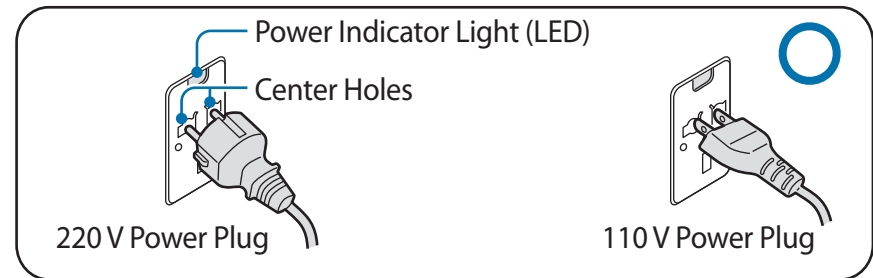 Power Indicator Light (LED)
Center Holes
220 V Power Plug
110 V Power Plug